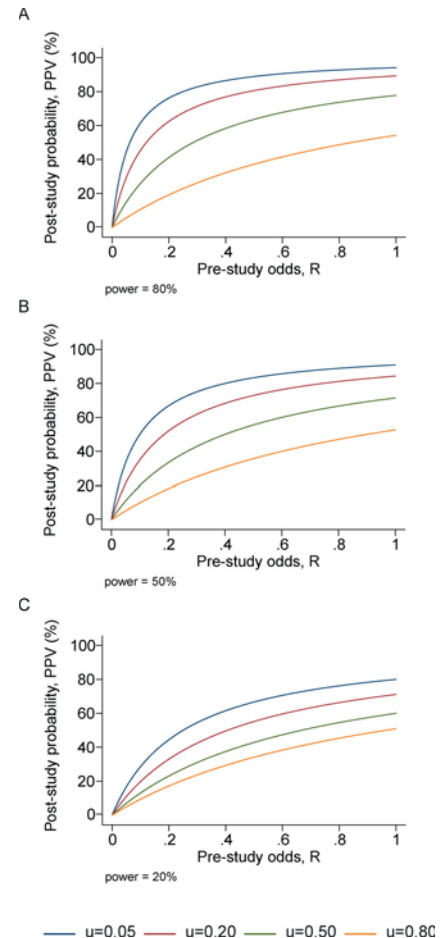 A
Post-study probability, PPV (%)
100
80
60
40
20
0
0 .2 .4 .6 .8 1
Pre-study odds, R
power = 80%
B
Post-study probability, PPV (%)
100
80
60
40
20
0
0 .2 .4 .6 .8 1
Pre-study odds, R
power = 50%
C
Post-study probability, PPV (%)
100
80
60
40
20
0
0 .2 .4 .6 .8 1
Pre-study odds, R
power = 20%
u=0.05 u=0.20 u=0.50 u=0.80